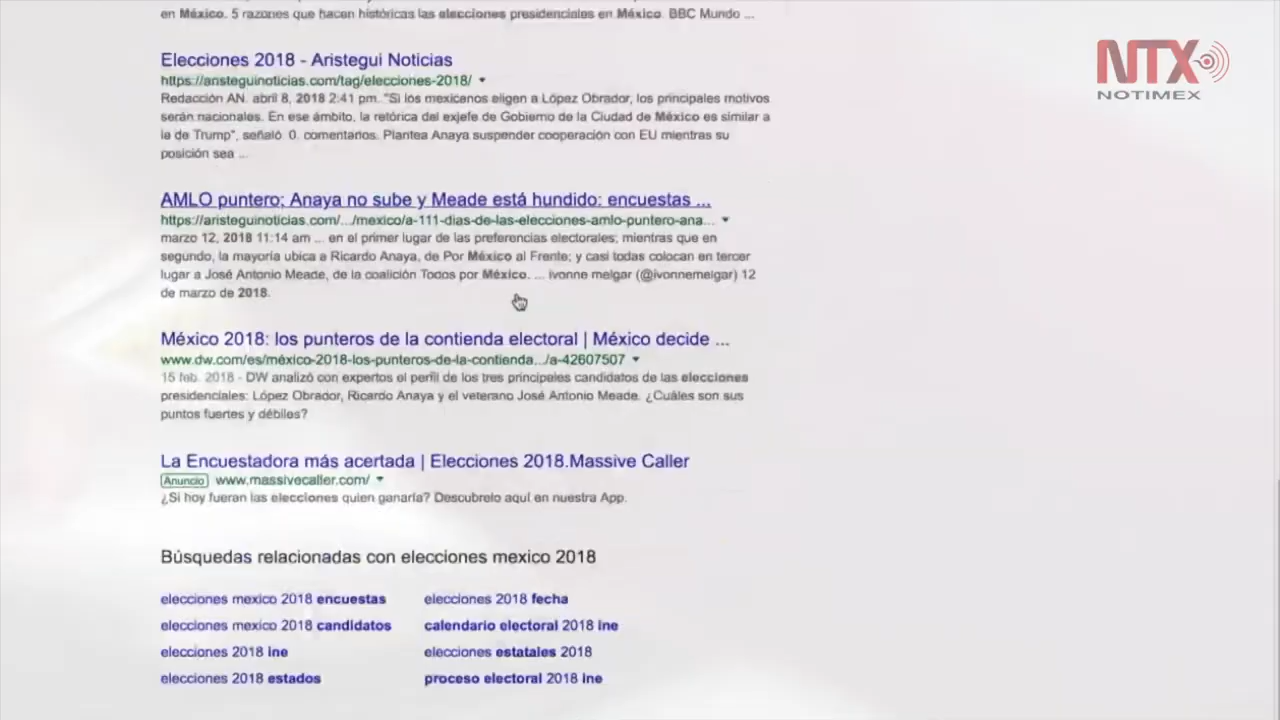 en México. 5 razones que hacen históricas las elecciones presidenciales en México. BBC Mundo ...
NTX
NOTIMEX
Elecciones 2018 - Aristegui Noticias
https://aristeguinoticias.com/tag/elecciones-2018/
Redacción AN. abril 8, 2018 2:41 pm. "Si los mexicanos eligen a López Obrador, los principales motivos
serán nacionales. En ese ámbito, la retórica del exjefe de Gobierno de la Ciudad de México es similar a
la de Trump", señaló. 0. comentarios. Plantea Anaya suspender cooperación con EU mientras su
posición sea ...
AMLO puntero; Anaya no sube y Meade está hundido: encuestas ...
https://aristeguinoticias.com/.../mexico/a-111-dias-de-las-elecciones-amlo-puntero-ana...
marzo 12, 2018 11:14 am ... en el primer lugar de las preferencias electorales; mientras que en
segundo, la mayoría ubica a Ricardo Anaya, de Por México al Frente; y casi todas colocan en tercer
lugar a José Antonio Meade, de la coalición Todos por México. ... ivonne melgar (@ivonnemelgar) 12
de marzo de 2018.
México 2018: los punteros de la contienda electoral | México decide ...
www.dw.com/es/méxico-2018-los-punteros-de-la-contienda.../a-42607507
15 feb. 2018 - DW analizó con expertos el perfil de los tres principales candidatos de las elecciones
presidenciales: López Obrador, Ricardo Anaya y el veterano José Antonio Meade. ¿Cuáles son sus
puntos fuertes y débiles?
La Encuestadora más acertada | Elecciones 2018.Massive Caller
Anuncio www.massivecaller.com/
¿Si hoy fueran las elecciones quien ganaría? Descubrelo aquí en nuestra App.
Búsquedas relacionadas con elecciones mexico 2018
elecciones mexico 2018 encuestas elecciones 2018 fecha
elecciones mexico 2018 candidatos calendario electoral 2018 ine
elecciones 2018 ine elecciones estatales 2018
elecciones 2018 estados proceso electoral 2018 ine